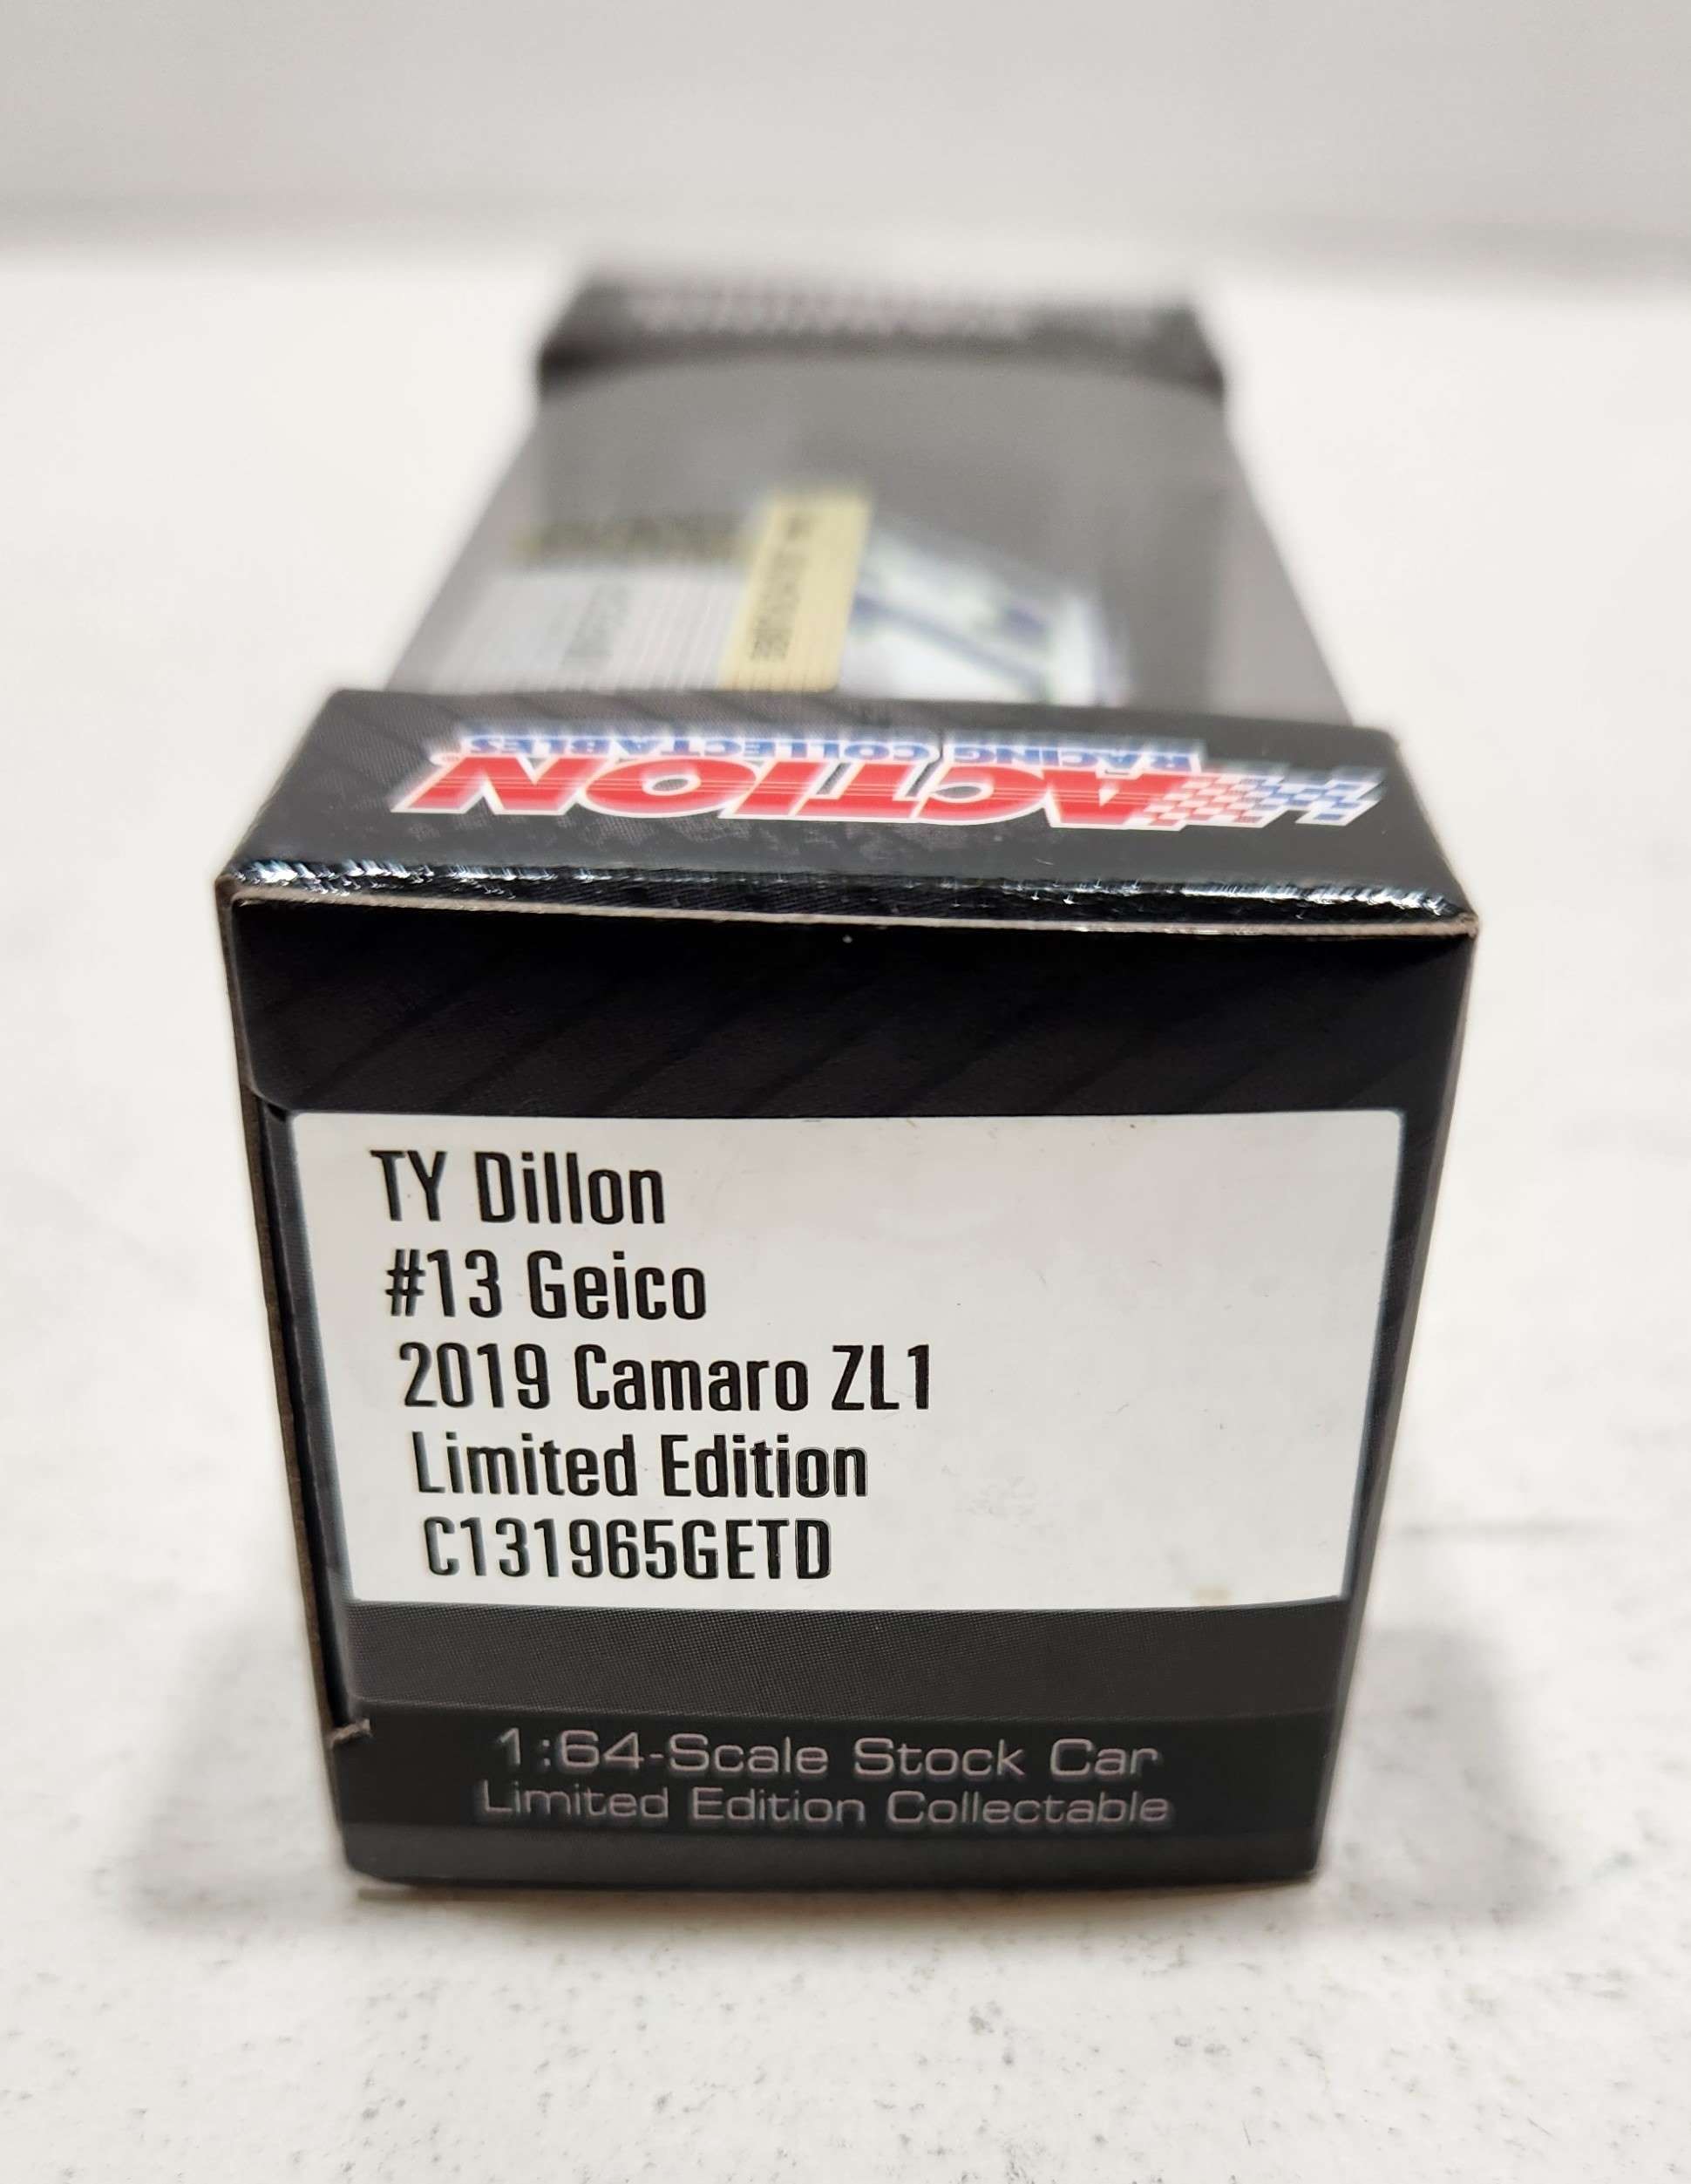 ACTION
RACING COLLECTABLES
TY Dillon
#13 Geico
2019 Camaro ZL1
Limited Edition
C131965GETD
1:64-Scale Stock Car
Limited Edition Collectable